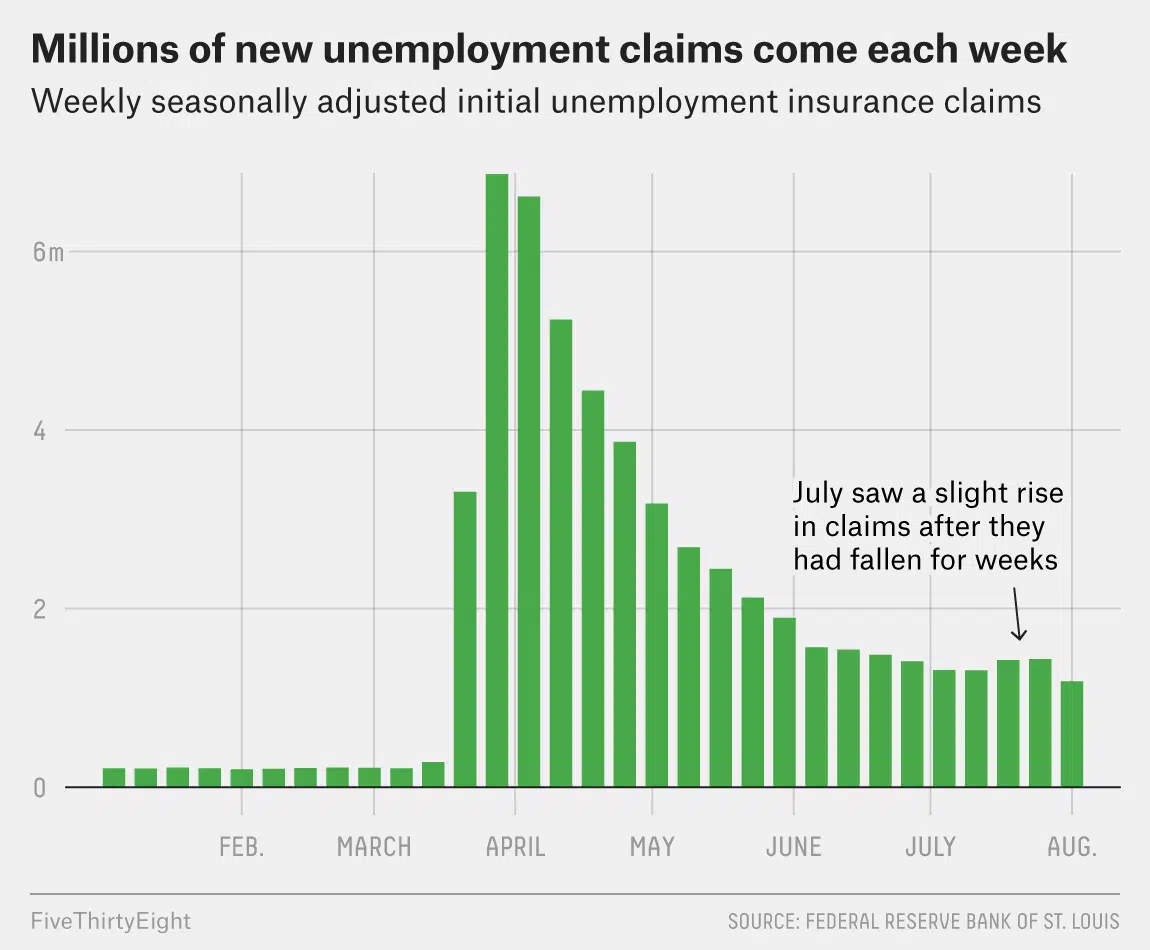 Millions of new unemployment claims come each week
Weekly seasonally adjusted initial unemployment insurance claims
6m
4
July saw a slight rise
in claims after they
had fallen for weeks
2
0
FEB. MARCH APRIL MAY JUNE JULY AUG.
FiveThirtyEight SOURCE: FEDERAL RESERVE BANK OF ST. LOUIS